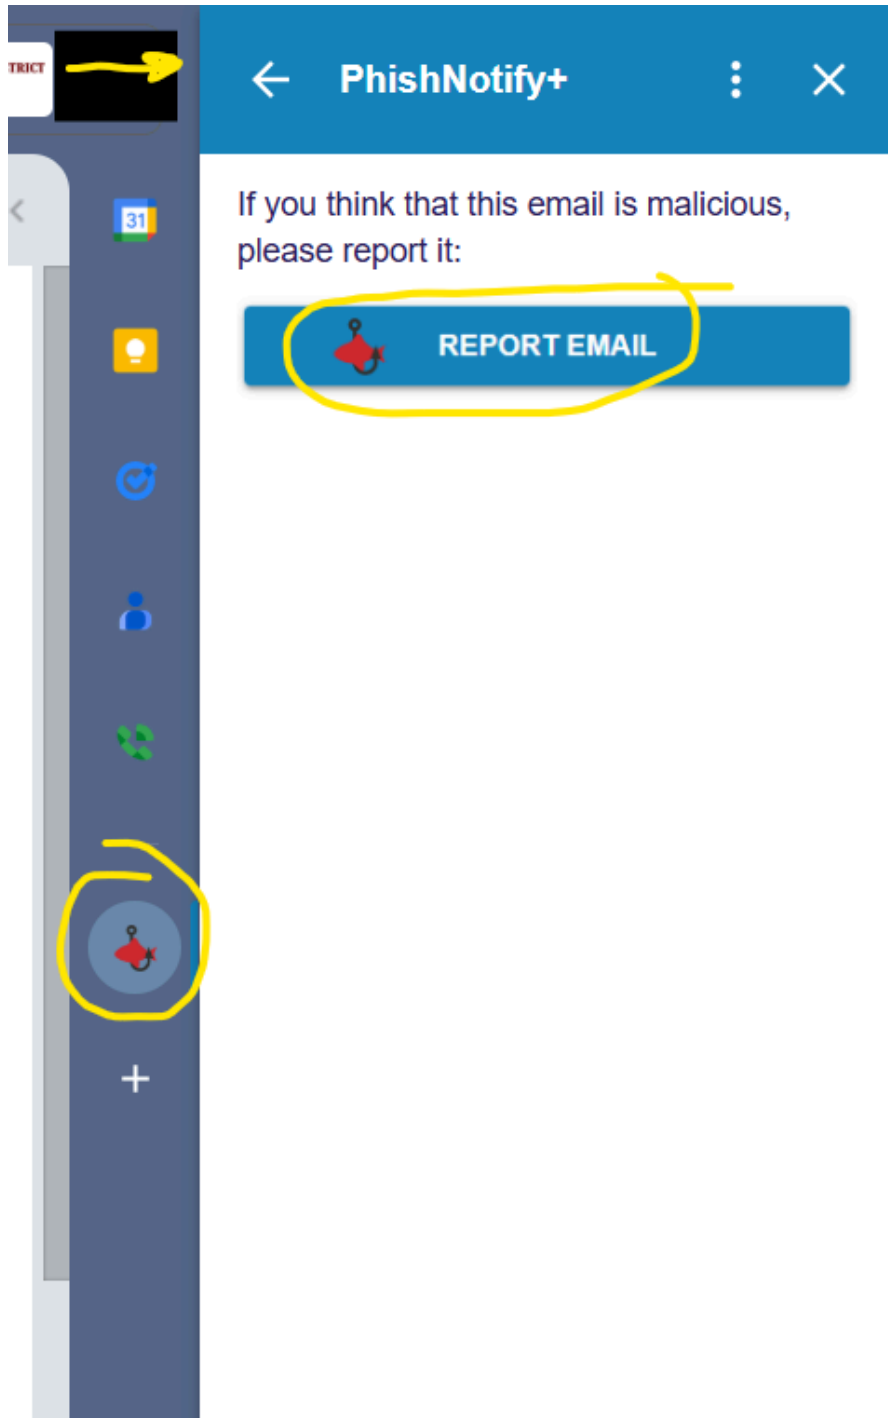 TRICT
PhishNotify+
31
If you think that this email is malicious,
please report it:
REPORT EMAIL